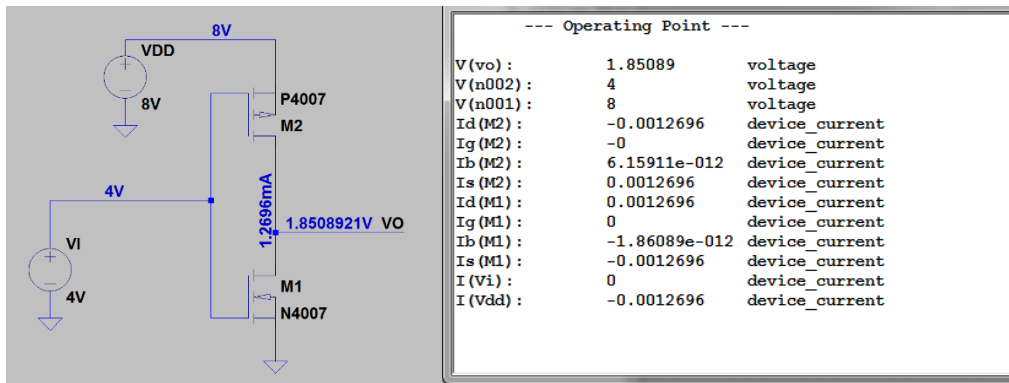 8V
VDD
8V
P4007
M2
4V
1.2696mA
1.8508921V VO
VI
4V
M1
N4007
--- Operating Point ---
V(vo): 1.85089 voltage
V(n002): 4 voltage
V(n001): 8 voltage
Id(M2): -0.0012696 device_current
Ig(M2): -0 device_current
Ib(M2): 6.15911e-012 device_current
Is(M2): 0.0012696 device_current
Id(M1): 0.0012696 device_current
Ig(M1): 0 device_current
Ib(M1): -1.86089e-012 device_current
Is(M1): -0.0012696 device_current
I(Vi): 0 device_current
I(Vdd): -0.0012696 device_current